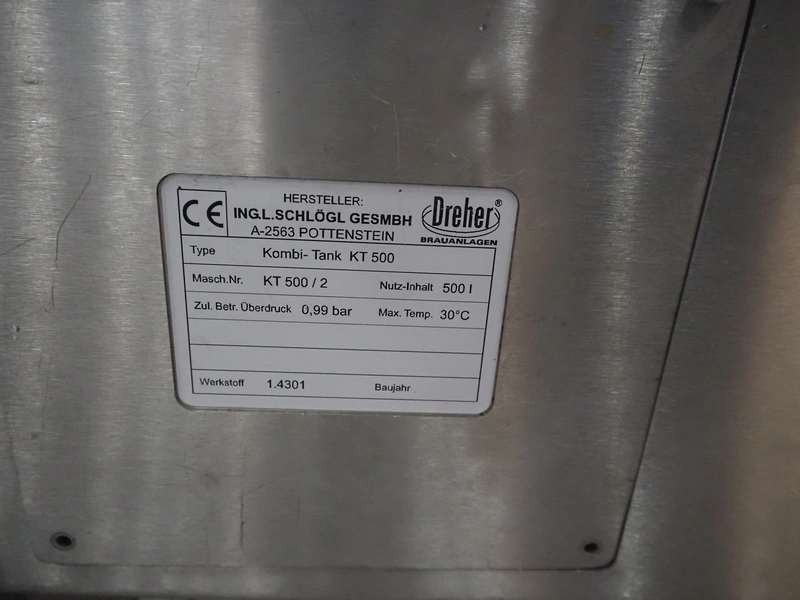 CE
HERSTELLER:
ING.L.SCHLÖGL GESMBH
A-2563 POTTENSTEIN
Dreher®
BRAUANLAGEN
Type Kombi- Tank KT 500
Masch.Nr. KT 500 / 2 Nutz-Inhalt 500 l
Zul. Betr. Überdruck 0,99 bar Max. Temp. 30°C
Werkstoff 1.4301 Baujahr